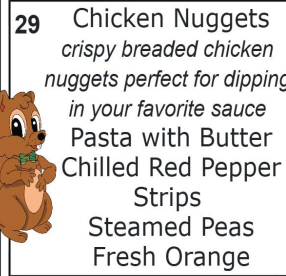 29 Chicken Nuggets
crispy breaded chicken
nuggets perfect for dipping
in your favorite sauce
Pasta with Butter
Chilled Red Pepper
Strips
Steamed Peas
Fresh Orange